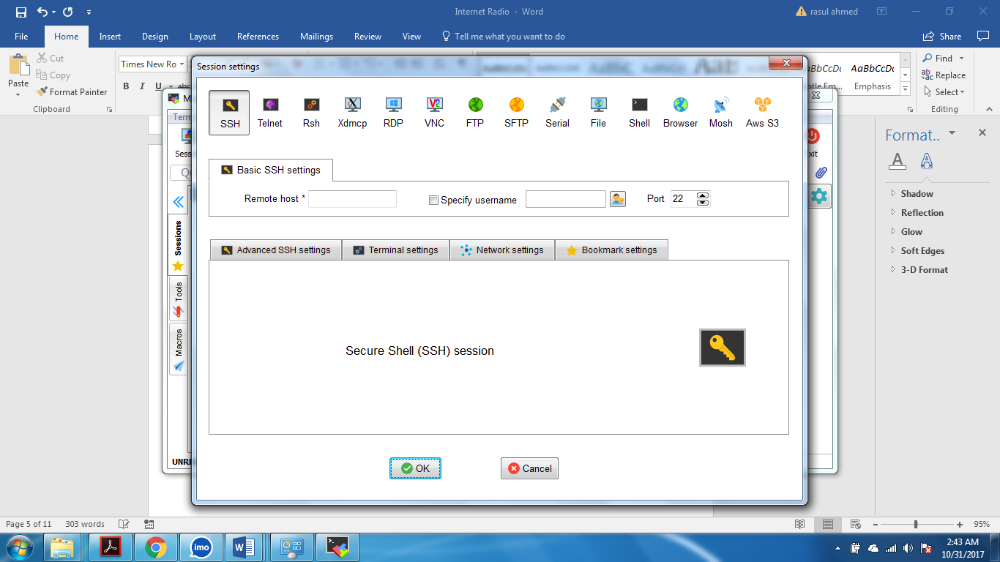 Internet Radio - Word
rasul ahmed
File Home Insert Design Layout References Mailings Review View Tell me what you want to do Share
Cut
Copy
Format Painter
Paste
Clipboard
Times New Ro
B I U abc
AaBbCcDc
Emphasis
Find
Replace
Select
Editing
Session settings
SSH Telnet Rsh Xdmcp RDP VNC FTP SFTP Serial File Shell Browser Mosh Aws S3
Basic SSH settings
Remote host * Specify username Port 22
Advanced SSH settings Terminal settings Network settings Bookmark settings
Secure Shell (SSH) session
OK Cancel
Sessions
Tools
Macros
Format..
A A
Shadow
Reflection
Glow
Soft Edges
3-D Format
Page 5 of 11 303 words 95%
imo
2:43 AM
10/31/2017